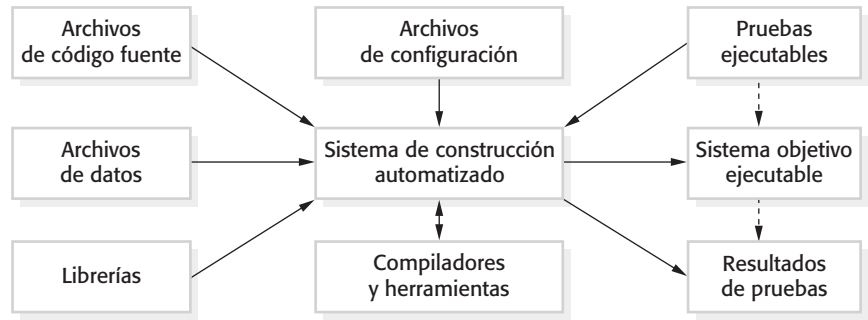 Archivos
de código fuente
Archivos
de configuración
Pruebas
ejecutables
Archivos
de datos
Sistema de construcción
automatizado
Sistema objetivo
ejecutable
Librerías
Compiladores
y herramientas
Resultados
de pruebas